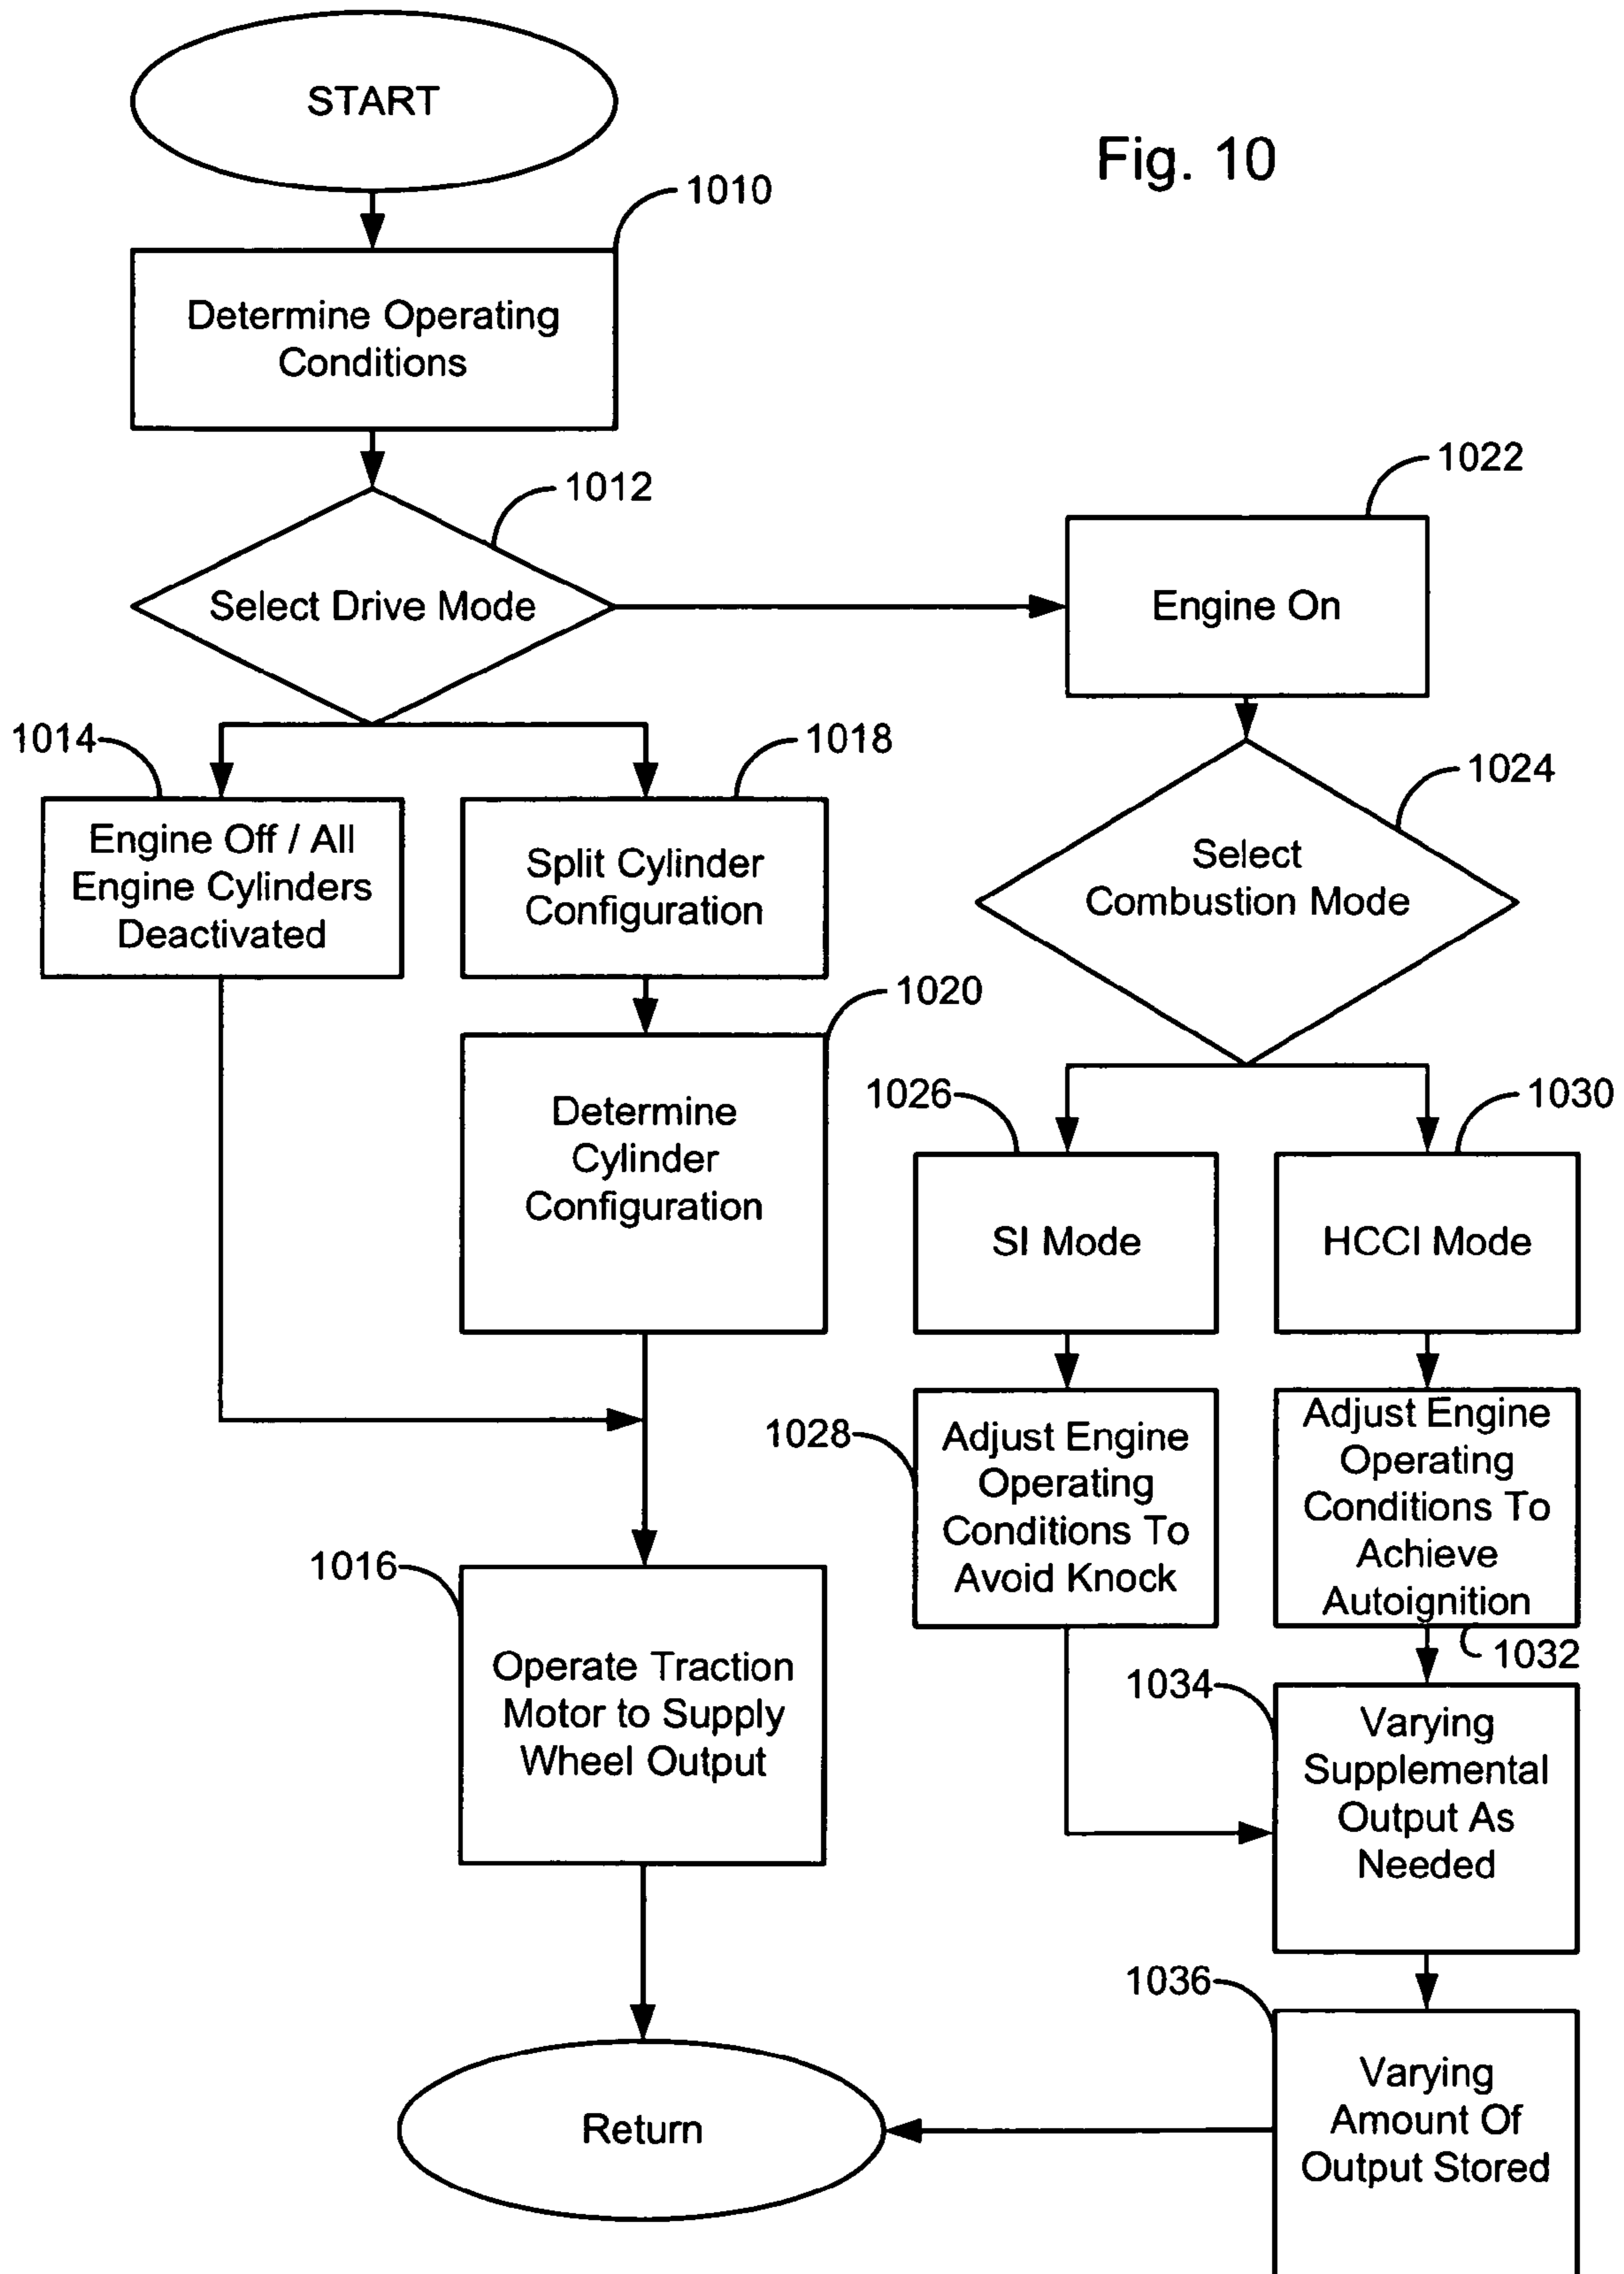 START
Fig. 10
1010
Determine Operating
Conditions
1012
Select Drive Mode
1022
Engine On
1014
Engine Off / All
Engine Cylinders
Deactivated
1018
Split Cylinder
Configuration
1024
Select
Combustion Mode
1020
Determine
Cylinder
Configuration
1026
SI Mode
1030
HCCI Mode
1028
Adjust Engine
Operating
Conditions To
Avoid Knock
Adjust Engine
Operating
Conditions To
Achieve
Autoignition
1032
1016
Operate Traction
Motor to Supply
Wheel Output
1034
Varying
Supplemental
Output As
Needed
1036
Varying
Amount Of
Output Stored
Return